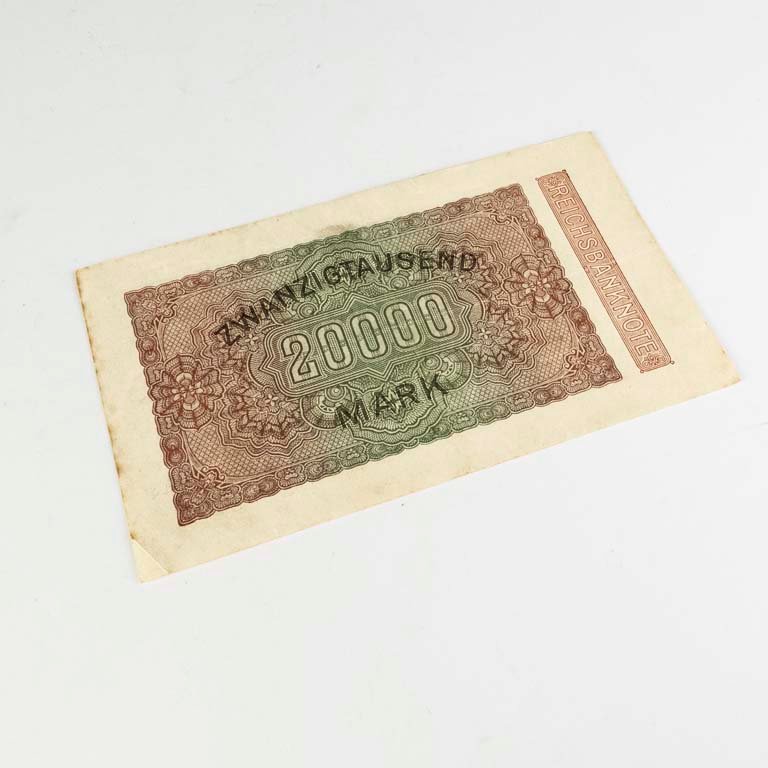 ZWANZIGTAUSEND
20000
MARK
REICHSBANKNOTE